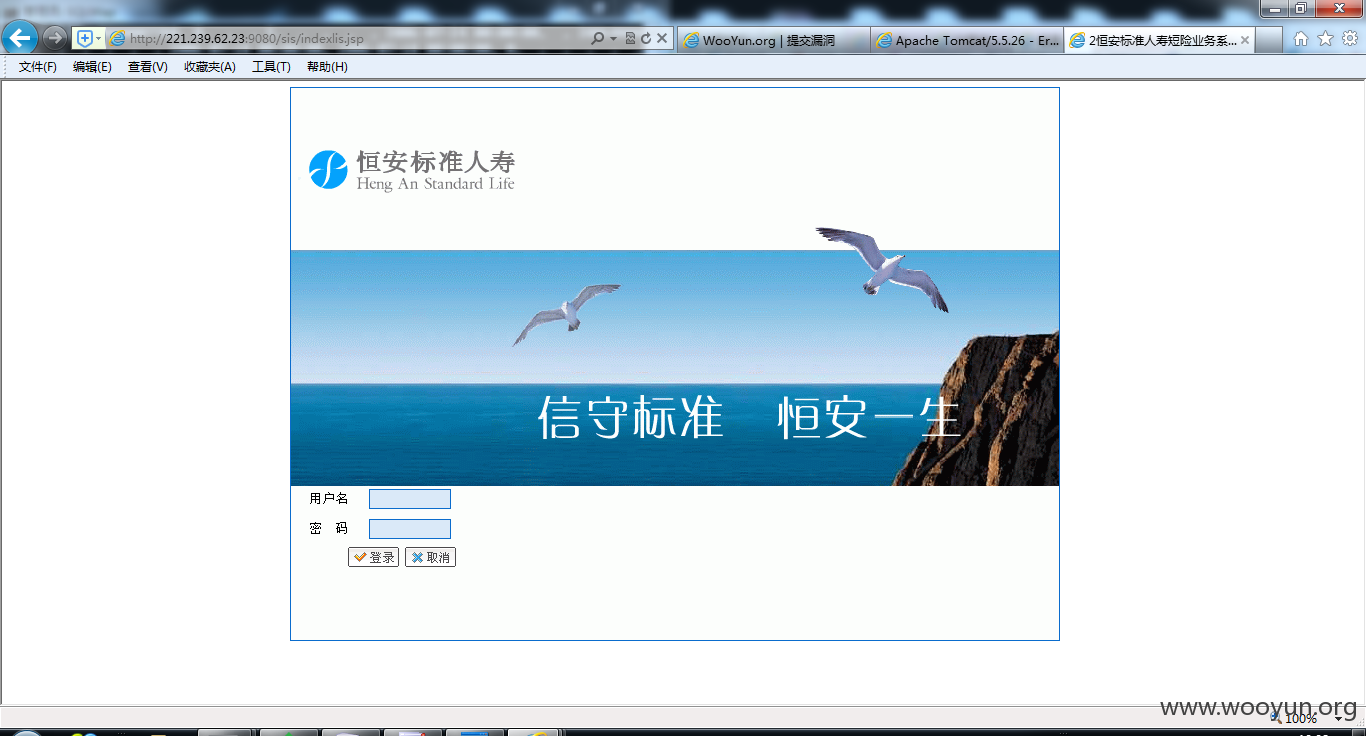 http://221.239.62.23:9080/sis/indexlis.jsp
WooYun.org | 提交漏洞
Apache Tomcat/5.5.26 - Er...
2恒安标准人寿短险业务系...
文件(F) 编辑(E) 查看(V) 收藏夹(A) 工具(T) 帮助(H)
恒安标准人寿
Heng An Standard Life
信守标准 恒安一生
用户名
密 码
登录 取消
www.wooyun.org
100%